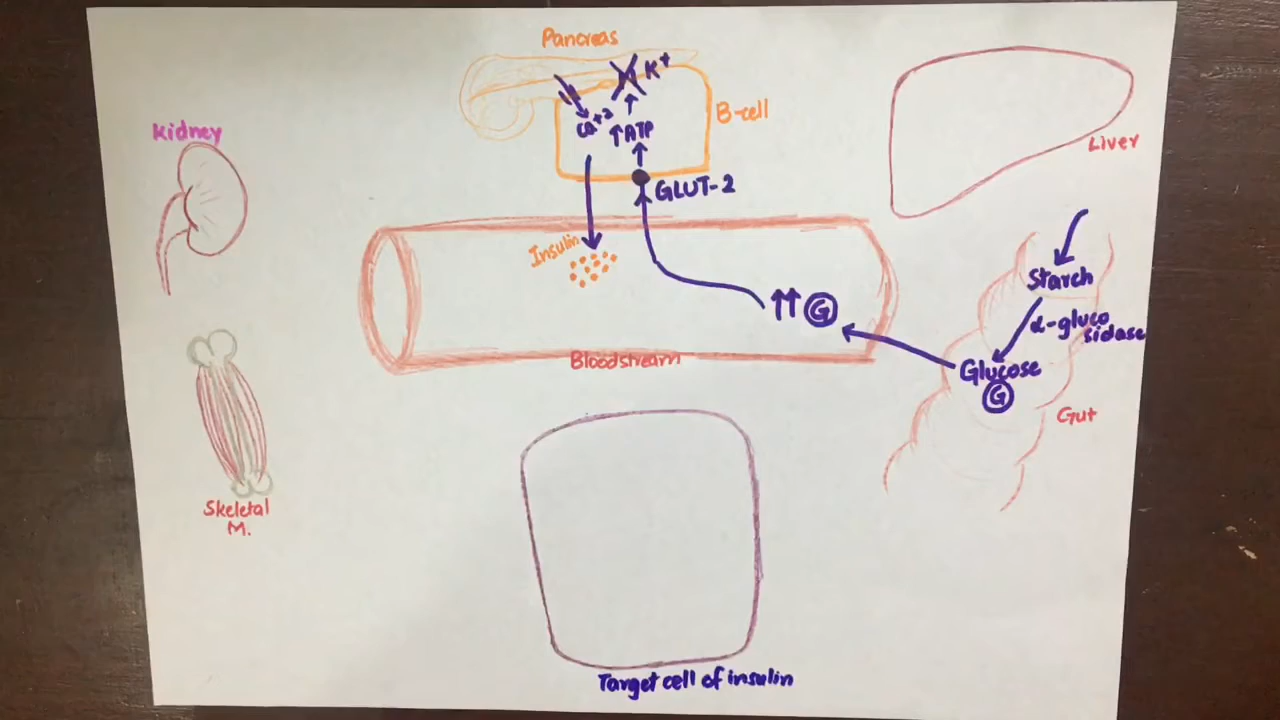 Pancreas
K+
Ca+2
↑ATP
B-cell
GLUT-2
Kidney
Liver
Insulin
↑↑ G
Bloodstream
Starch
α-gluco
sidase
Glucose
G
Gut
Skeletal
M.
Target cell of insulin